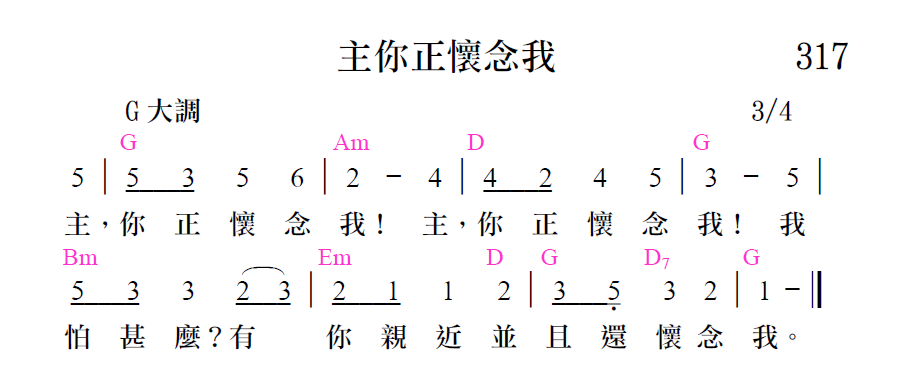 主你正懷念我 317
G 大調 3/4
G Am D G
5 | 5 3 5 6 | 2 - 4 | 4 2 4 5 | 3 - 5 |
主，你 正 懷 念 我！ 主，你 正 懷 念 我！ 我
Bm Em D G D7 G
5 3 3 2 3 | 2 1 1 2 | 3 5̣ 3 2 | 1 - ‖
怕 甚 麼？有 你 親 近 並 且 還 懷 念 我。